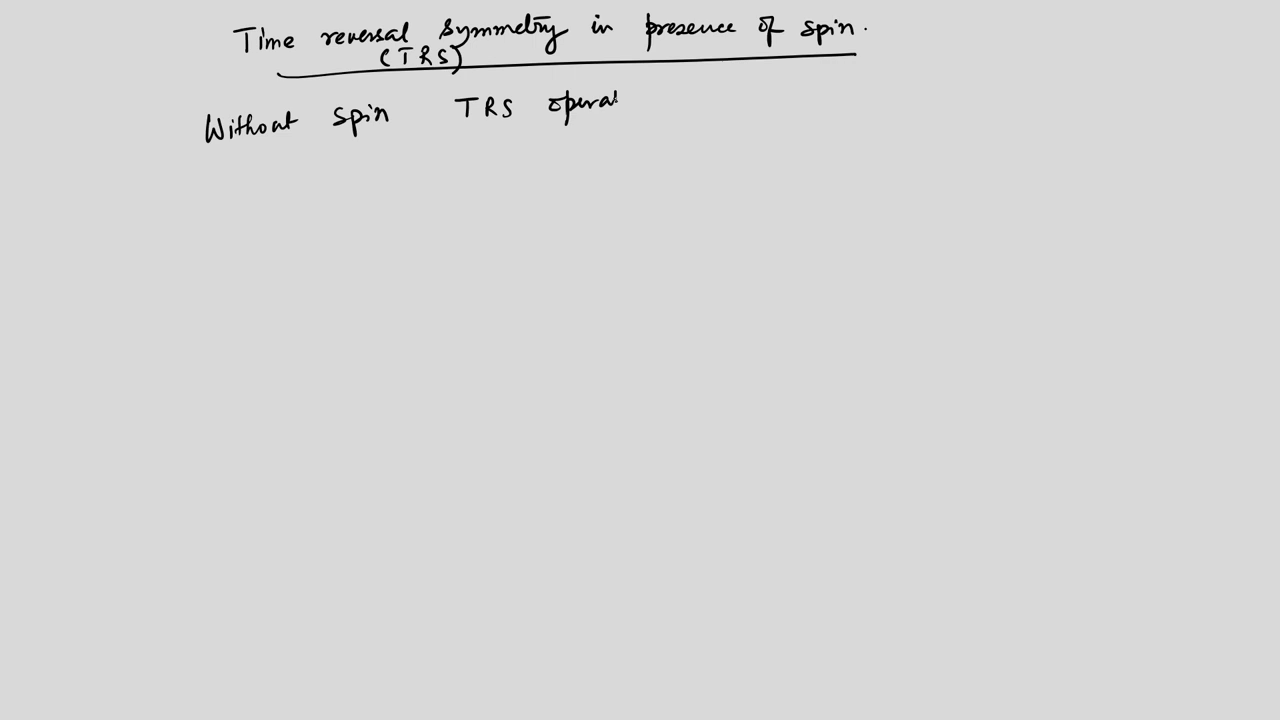 Time reversal symmetry in presence of spin.
(TRS)
Without spin TRS operat